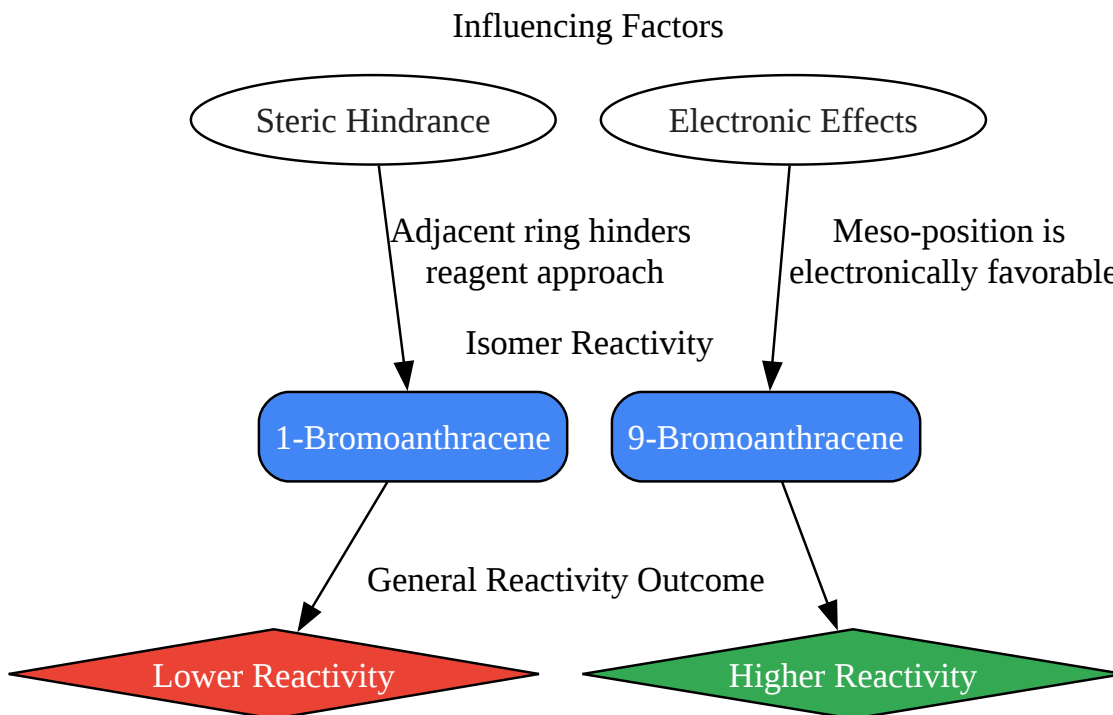 Influencing Factors
Steric Hindrance
Electronic Effects
Adjacent ring hinders
reagent approach
Meso-position is
electronically favorable
Isomer Reactivity
1-Bromoanthracene
9-Bromoanthracene
General Reactivity Outcome
Lower Reactivity
Higher Reactivity